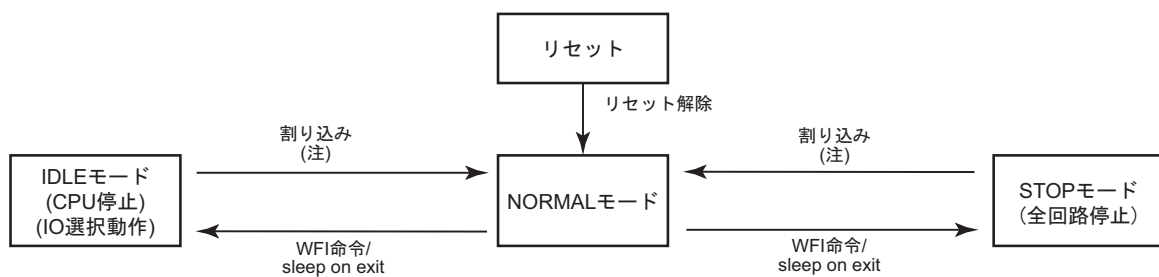 リセット
リセット解除
割り込み
(注)
割り込み
(注)
IDLEモード
(CPU停止)
(IO選択動作)
NORMALモード
STOPモード
(全回路停止)
WFI命令/
sleep on exit
WFI命令/
sleep on exit